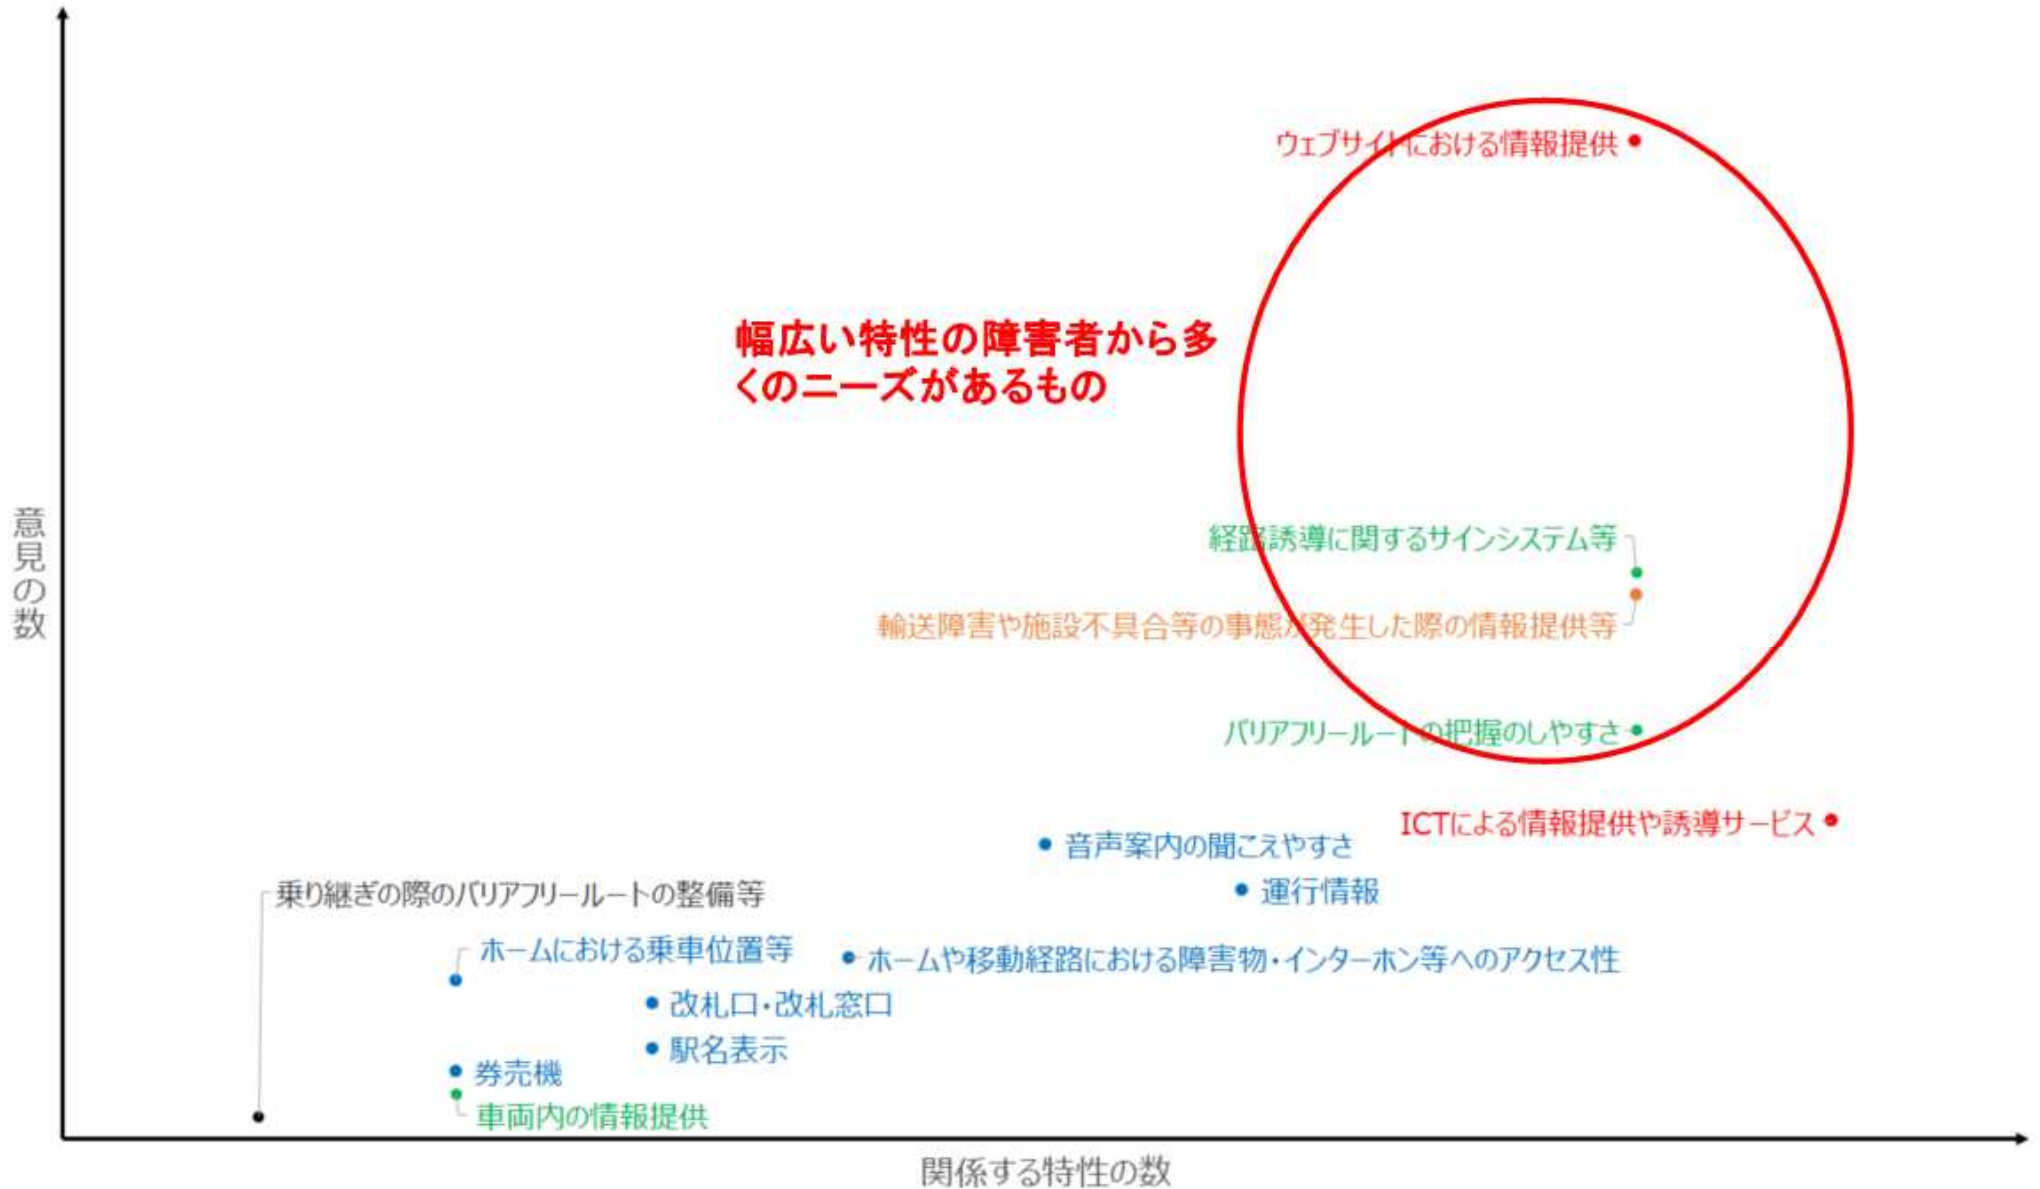 ウェブサイトにおける情報提供
幅広い特性の障害者から多
くのニーズがあるもの
意見の数
経路誘導に関するサインシステム等
輸送障害や施設不具合等の事態が発生した際の情報提供等
バリアフリールートの把握のしやすさ
ICTによる情報提供や誘導サービス
音声案内の聞こえやすさ
運行情報
乗り継ぎの際のバリアフリールートの整備等
ホームにおける乗車位置等
ホームや移動経路における障害物・インターホン等へのアクセス性
改札口・改札窓口
駅名表示
券売機
車両内の情報提供
関係する特性の数